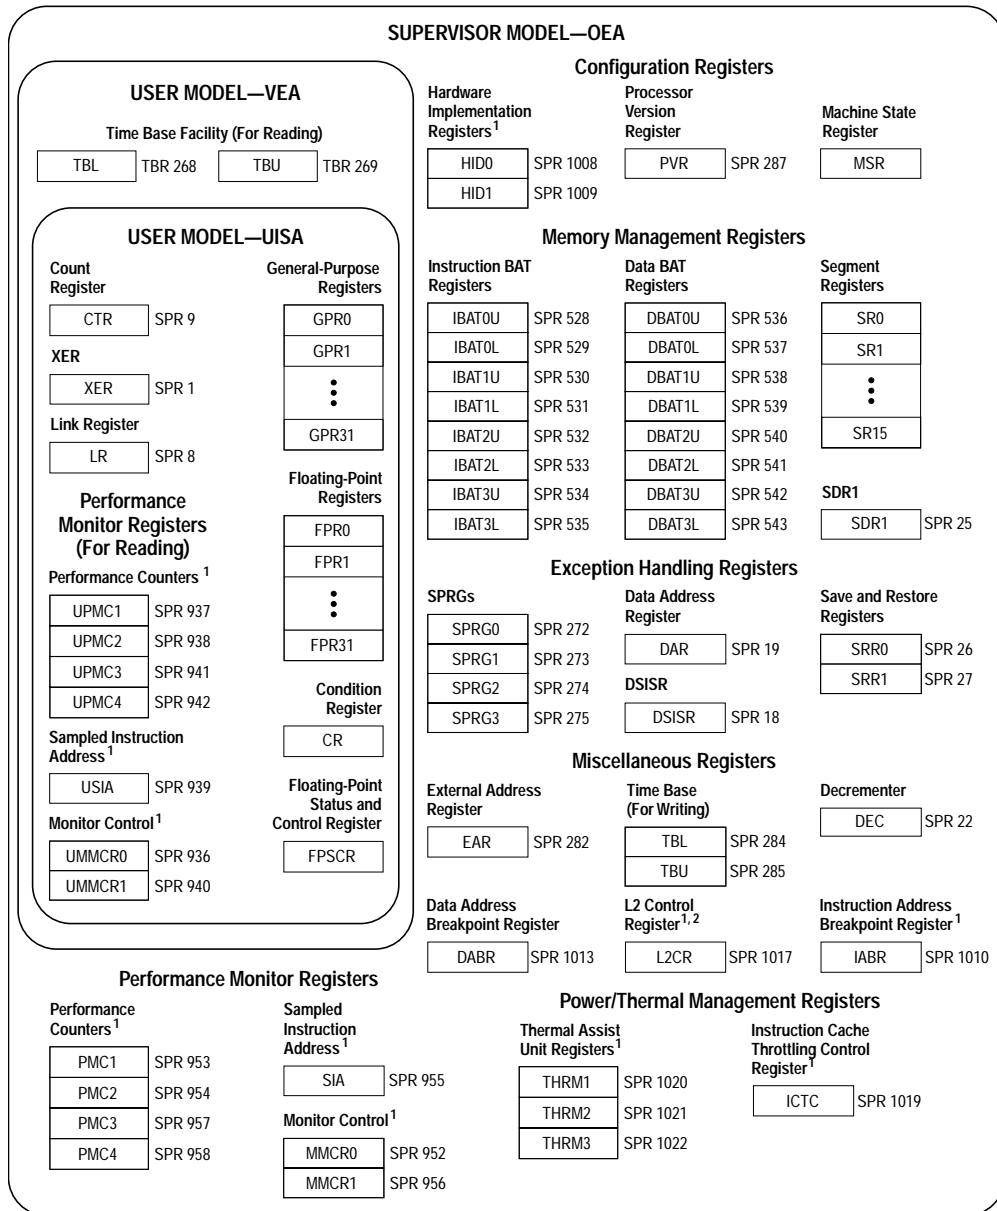 SUPERVISOR MODEL—OEA
USER MODEL—VEA
Time Base Facility (For Reading)
TBL TBR 268 TBU TBR 269
USER MODEL—UISA
Count
Register
CTR SPR 9
XER
XER SPR 1
Link Register
LR SPR 8
Performance
Monitor Registers
(For Reading)
Performance Counters 1
UPMC1 SPR 937
UPMC2 SPR 938
UPMC3 SPR 941
UPMC4 SPR 942
Sampled Instruction
Address 1
USIA SPR 939
Monitor Control 1
UMMCR0 SPR 936
UMMCR1 SPR 940
General-Purpose
Registers
GPR0
GPR1
GPR31
Floating-Point
Registers
FPR0
FPR1
FPR31
Condition
Register
CR
Floating-Point
Status and
Control Register
FPSCR
Configuration Registers
Hardware
Implementation
Registers 1
HID0 SPR 1008
HID1 SPR 1009
Processor
Version
Register
PVR SPR 287
Machine State
Register
MSR
Memory Management Registers
Instruction BAT
Registers
IBAT0U SPR 528
IBAT0L SPR 529
IBAT1U SPR 530
IBAT1L SPR 531
IBAT2U SPR 532
IBAT2L SPR 533
IBAT3U SPR 534
IBAT3L SPR 535
Data BAT
Registers
DBAT0U SPR 536
DBAT0L SPR 537
DBAT1U SPR 538
DBAT1L SPR 539
DBAT2U SPR 540
DBAT2L SPR 541
DBAT3U SPR 542
DBAT3L SPR 543
Segment
Registers
SR0
SR1
SR15
SDR1
SDR1 SPR 25
Exception Handling Registers
SPRGs
SPRG0 SPR 272
SPRG1 SPR 273
SPRG2 SPR 274
SPRG3 SPR 275
Data Address
Register
DAR SPR 19
DSISR
DSISR SPR 18
Save and Restore
Registers
SRR0 SPR 26
SRR1 SPR 27
Miscellaneous Registers
External Address
Register
EAR SPR 282
Time Base
(For Writing)
TBL SPR 284
TBU SPR 285
Decrementer
DEC SPR 22
Data Address
Breakpoint Register
DABR SPR 1013
L2 Control
Register 1, 2
L2CR SPR 1017
Instruction Address
Breakpoint Register 1
IABR SPR 1010
Performance Monitor Registers
Performance
Counters 1
PMC1 SPR 953
PMC2 SPR 954
PMC3 SPR 957
PMC4 SPR 958
Sampled
Instruction
Address 1
SIA SPR 955
Monitor Control 1
MMCR0 SPR 952
MMCR1 SPR 956
Power/Thermal Management Registers
Thermal Assist
Unit Registers 1
THRM1 SPR 1020
THRM2 SPR 1021
THRM3 SPR 1022
Instruction Cache
Throttling Control
Register 1
ICTC SPR 1019